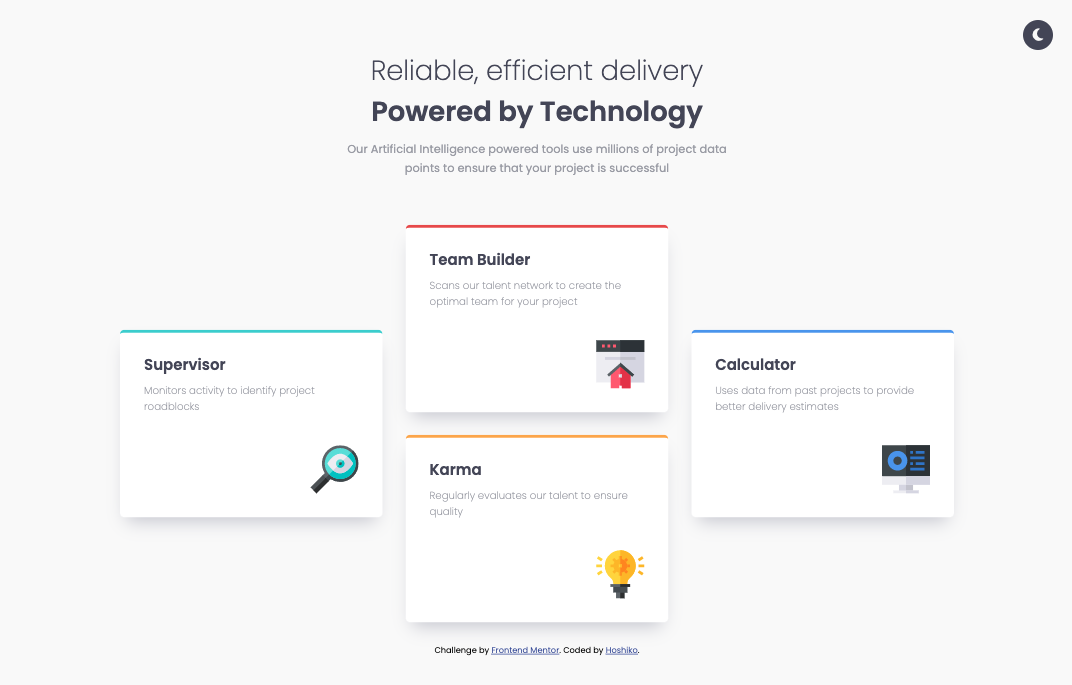 Reliable, efficient delivery
Powered by Technology
Our Artificial Intelligence powered tools use millions of project data
points to ensure that your project is successful
Supervisor
Monitors activity to identify project
roadblocks
Team Builder
Scans our talent network to create the
optimal team for your project
Karma
Regularly evaluates our talent to ensure
quality
Calculator
Uses data from past projects to provide
better delivery estimates
Challenge by Frontend Mentor. Coded by Hoshiko.